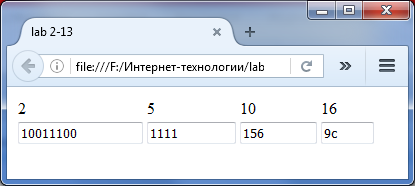 lab 2-13
file:///F:/Интернет-технологии/lab
2 5 10 16
10011100 1111 156 9c